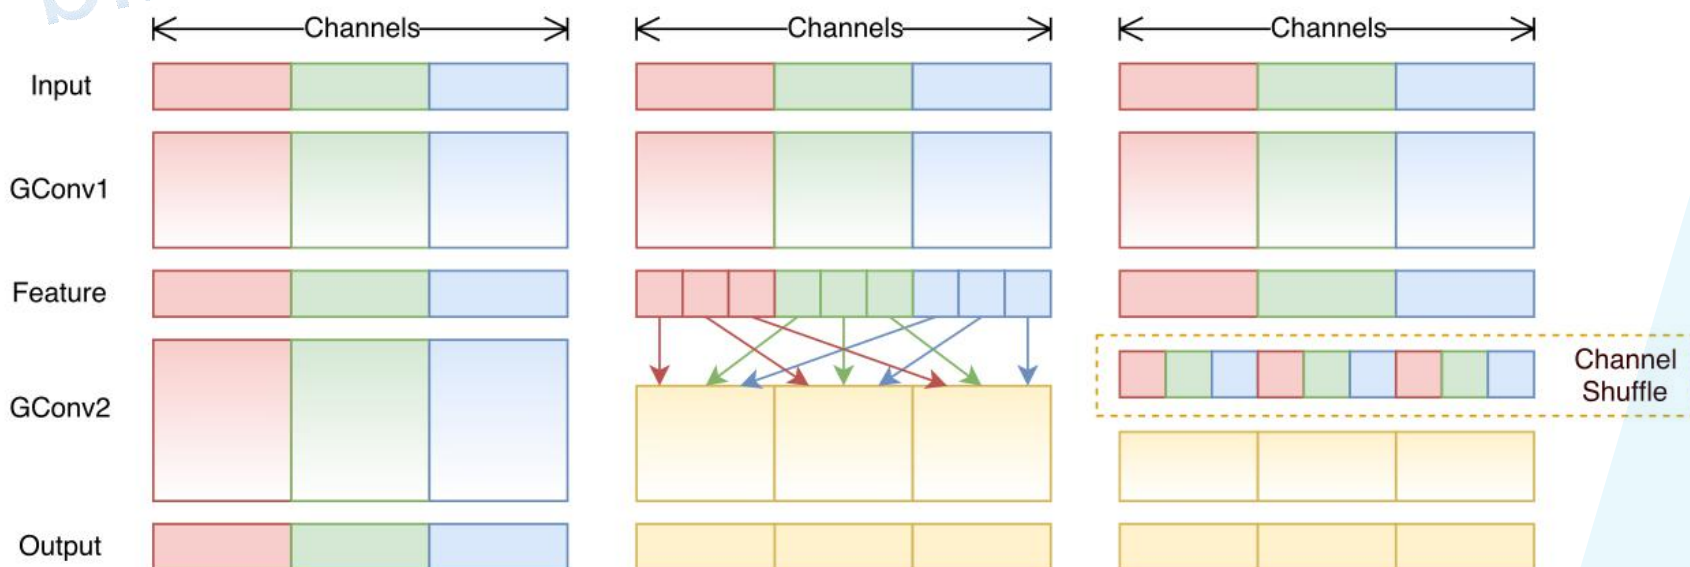 Channels Channels Channels
Input
GConv1
Feature
Channel
Shuffle
GConv2
Output